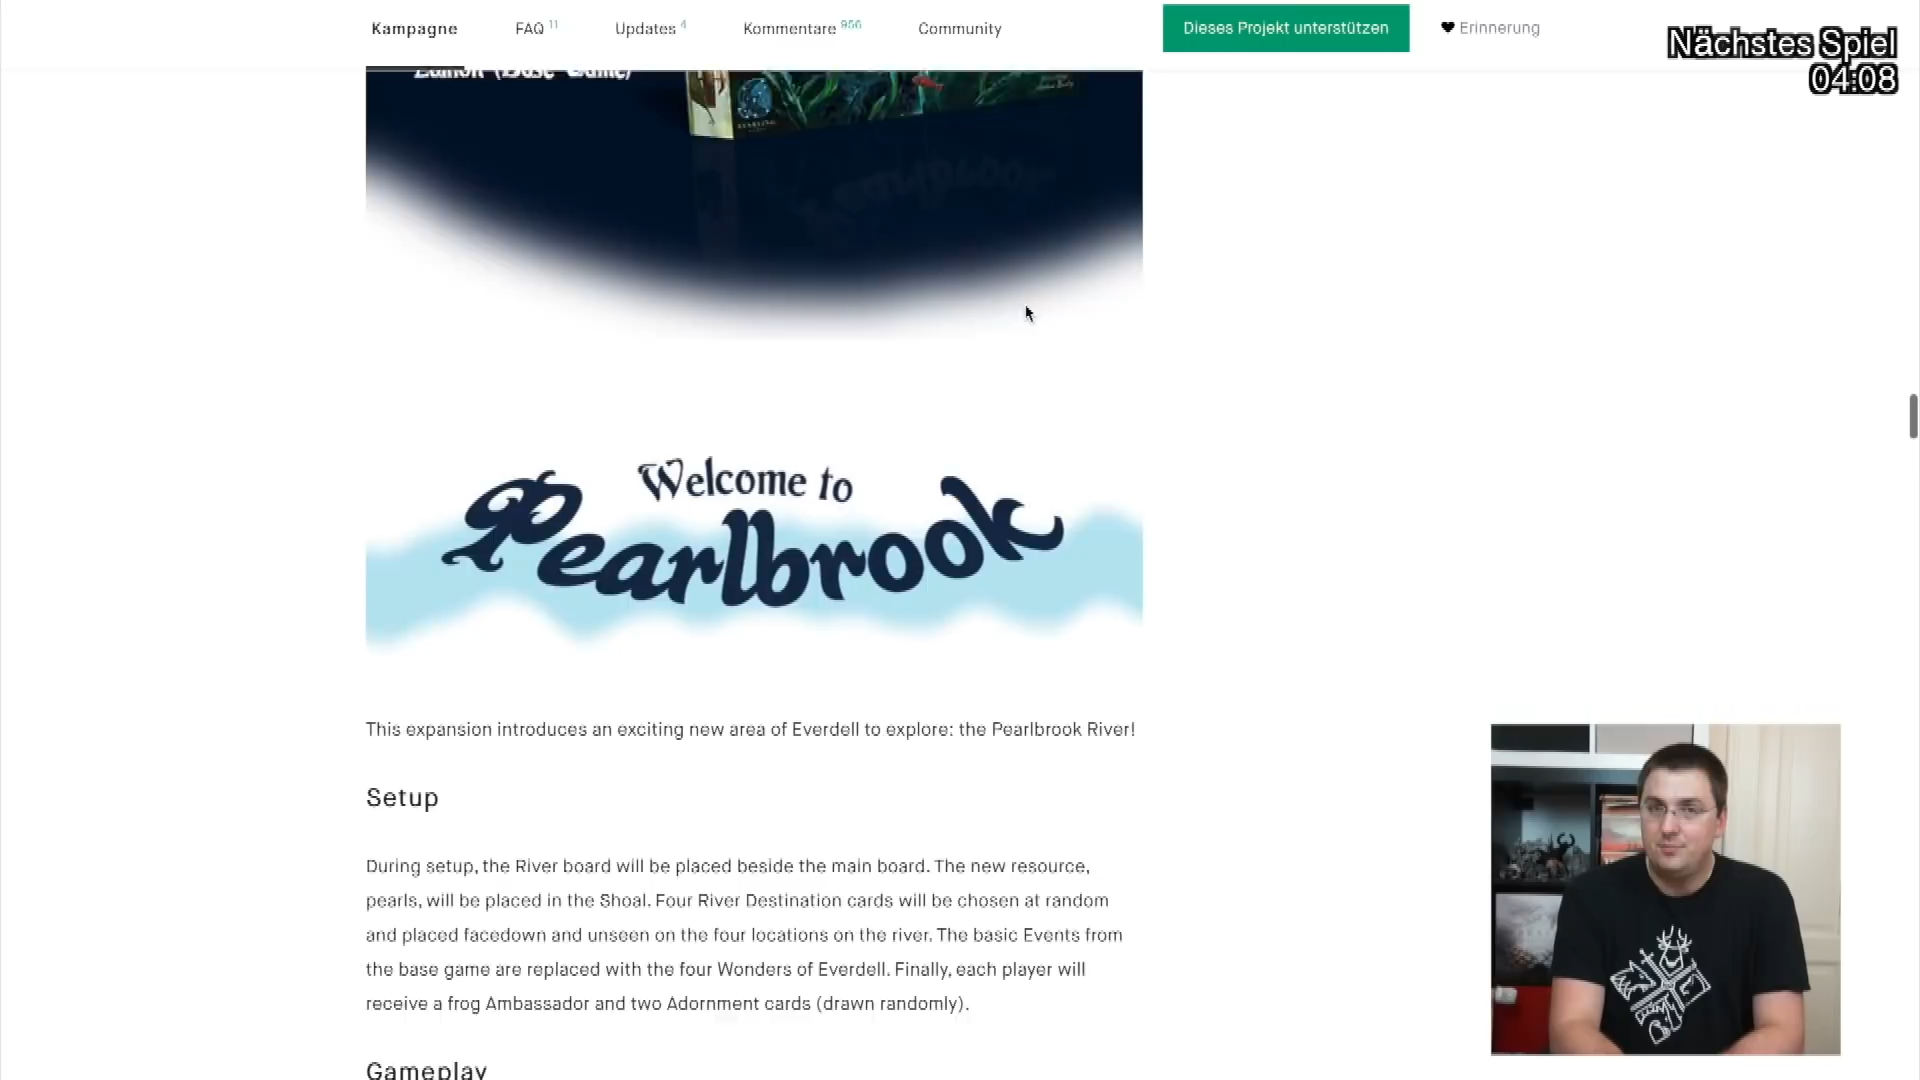 Kampagne FAQ 11 Updates 4 Kommentare 956 Community Dieses Projekt unterstützen Erinnerung
Nächstes Spiel
04:08
Edition (Base Game)
Welcome to
Pearlbrook
This expansion introduces an exciting new area of Everdell to explore: the Pearlbrook River!
Setup
During setup, the River board will be placed beside the main board. The new resource,
pearls, will be placed in the Shoal. Four River Destination cards will be chosen at random
and placed facedown and unseen on the four locations on the river. The basic Events from
the base game are replaced with the four Wonders of Everdell. Finally, each player will
receive a frog Ambassador and two Adornment cards (drawn randomly).
Gameplay